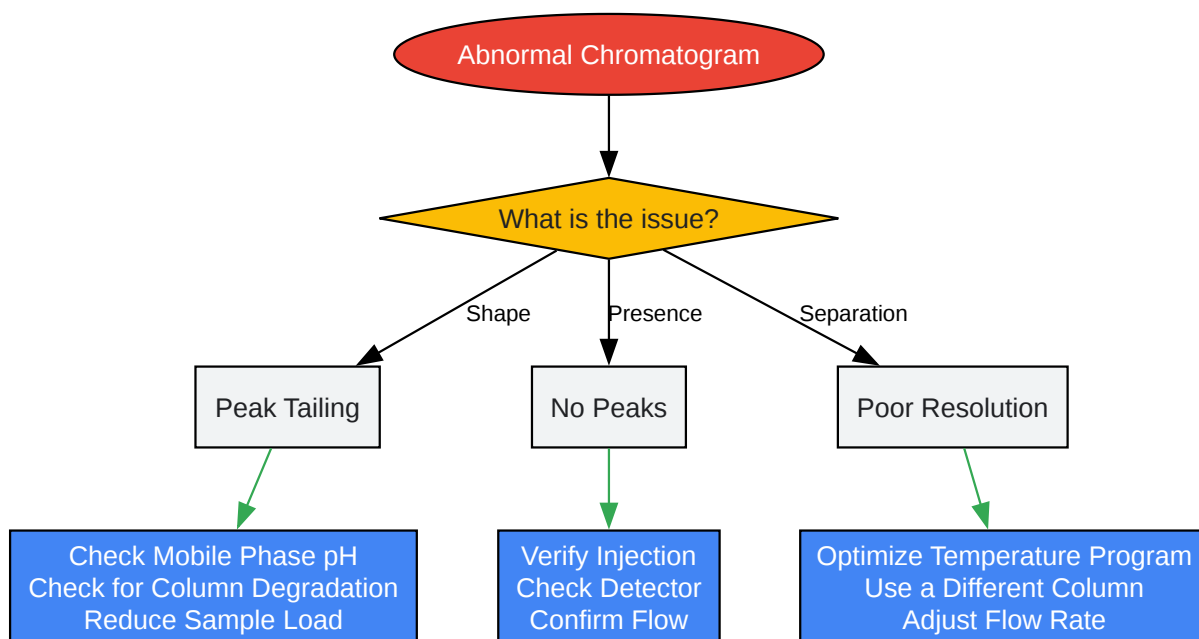 Abnormal Chromatogram
What is the issue?
Shape
Presence
Separation
Peak Tailing
No Peaks
Poor Resolution
Check Mobile Phase pH
Check for Column Degradation
Reduce Sample Load
Verify Injection
Check Detector
Confirm Flow
Optimize Temperature Program
Use a Different Column
Adjust Flow Rate